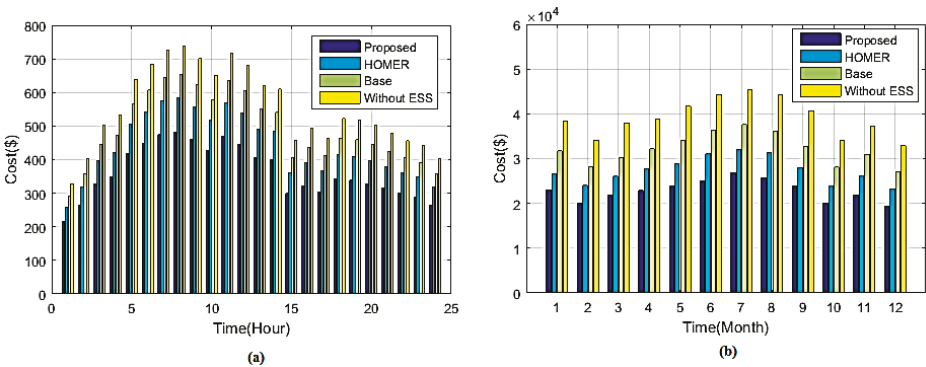 800
700
600
500
400
300
200
100
0
Cost($)
0 5 10 15 20 25
Time(Hour)
Proposed
HOMER
Base
Without ESS
(a)
6 × 10⁴
5
4
3
2
1
0
Cost($)
1 2 3 4 5 6 7 8 9 10 11 12
Time(Month)
Proposed
HOMER
Base
Without ESS
(b)